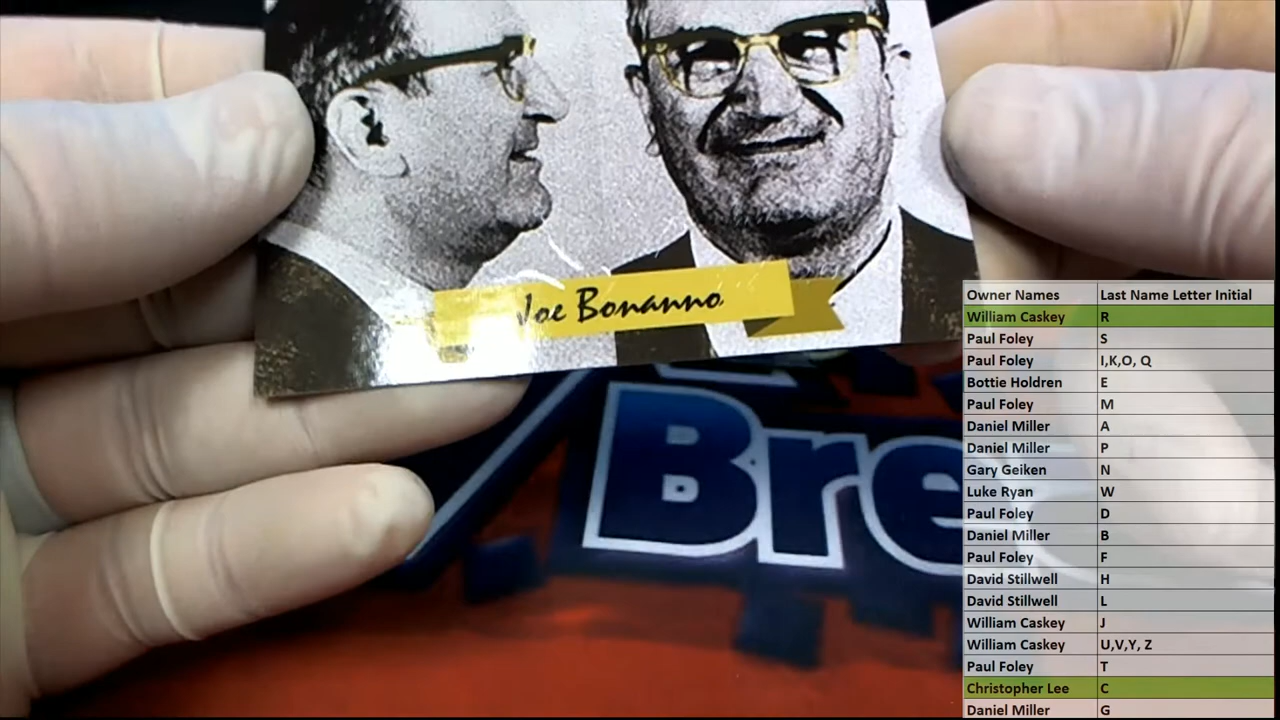 Joe Bonanno
Bre
Owner Names Last Name Letter Initial
William Caskey R
Paul Foley S
Paul Foley I,K,O, Q
Bottie Holdren E
Paul Foley M
Daniel Miller A
Daniel Miller P
Gary Geiken N
Luke Ryan W
Paul Foley D
Daniel Miller B
Paul Foley F
David Stillwell H
David Stillwell L
William Caskey J
William Caskey U,V,Y, Z
Paul Foley T
Christopher Lee C
Daniel Miller G